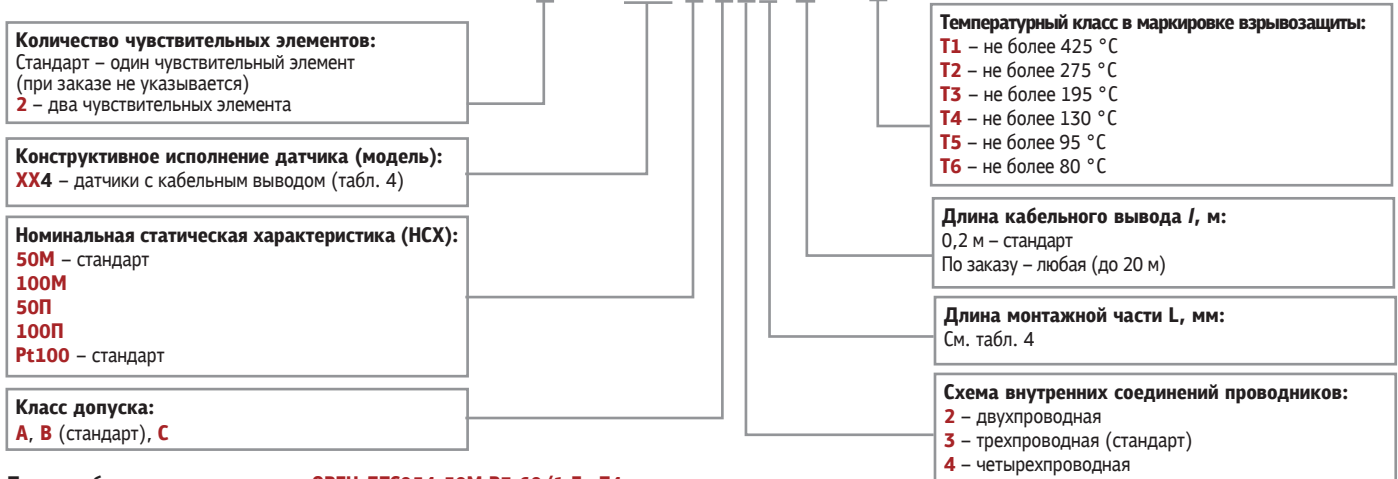 Количество чувствительных элементов:
Стандарт – один чувствительный элемент
(при заказе не указывается)
2 – два чувствительных элемента
Конструктивное исполнение датчика (модель):
ХХ4 – датчики с кабельным выводом (табл. 4)
Номинальная статическая характеристика (НСХ):
50М – стандарт
100М
50П
100П
Pt100 – стандарт
Класс допуска:
А, В (стандарт), С
Температурный класс в маркировке взрывозащиты:
Т1 – не более 425 °С
Т2 – не более 275 °С
Т3 – не более 195 °С
Т4 – не более 130 °С
Т5 – не более 95 °С
Т6 – не более 80 °С
Длина кабельного вывода l, м:
0,2 м – стандарт
По заказу – любая (до 20 м)
Длина монтажной части L, мм:
См. табл. 4
Схема внутренних соединений проводников:
2 – двухпроводная
3 – трехпроводная (стандарт)
4 – четырехпроводная